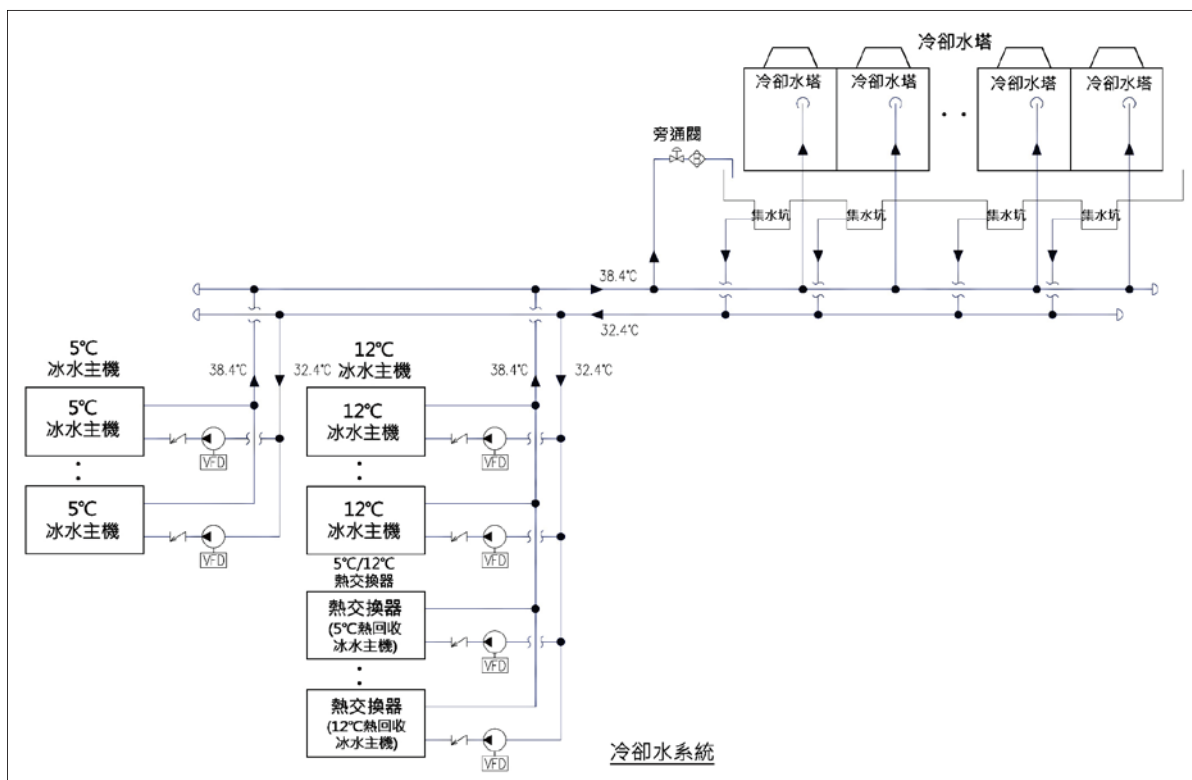 冷卻水塔
冷卻水塔
冷卻水塔
冷卻水塔
冷卻水塔
旁通閥
集水坑
集水坑
集水坑
集水坑
38.4℃
32.4℃
5℃
冰水主機
38.4℃
32.4℃
5℃
冰水主機
VFD
5℃
冰水主機
VFD
12℃
冰水主機
38.4℃
32.4℃
12℃
冰水主機
VFD
12℃
冰水主機
VFD
5℃/12℃
熱交換器
熱交換器
(5℃熱回收
冰水主機)
VFD
熱交換器
(12℃熱回收
冰水主機)
VFD
冷卻水系統